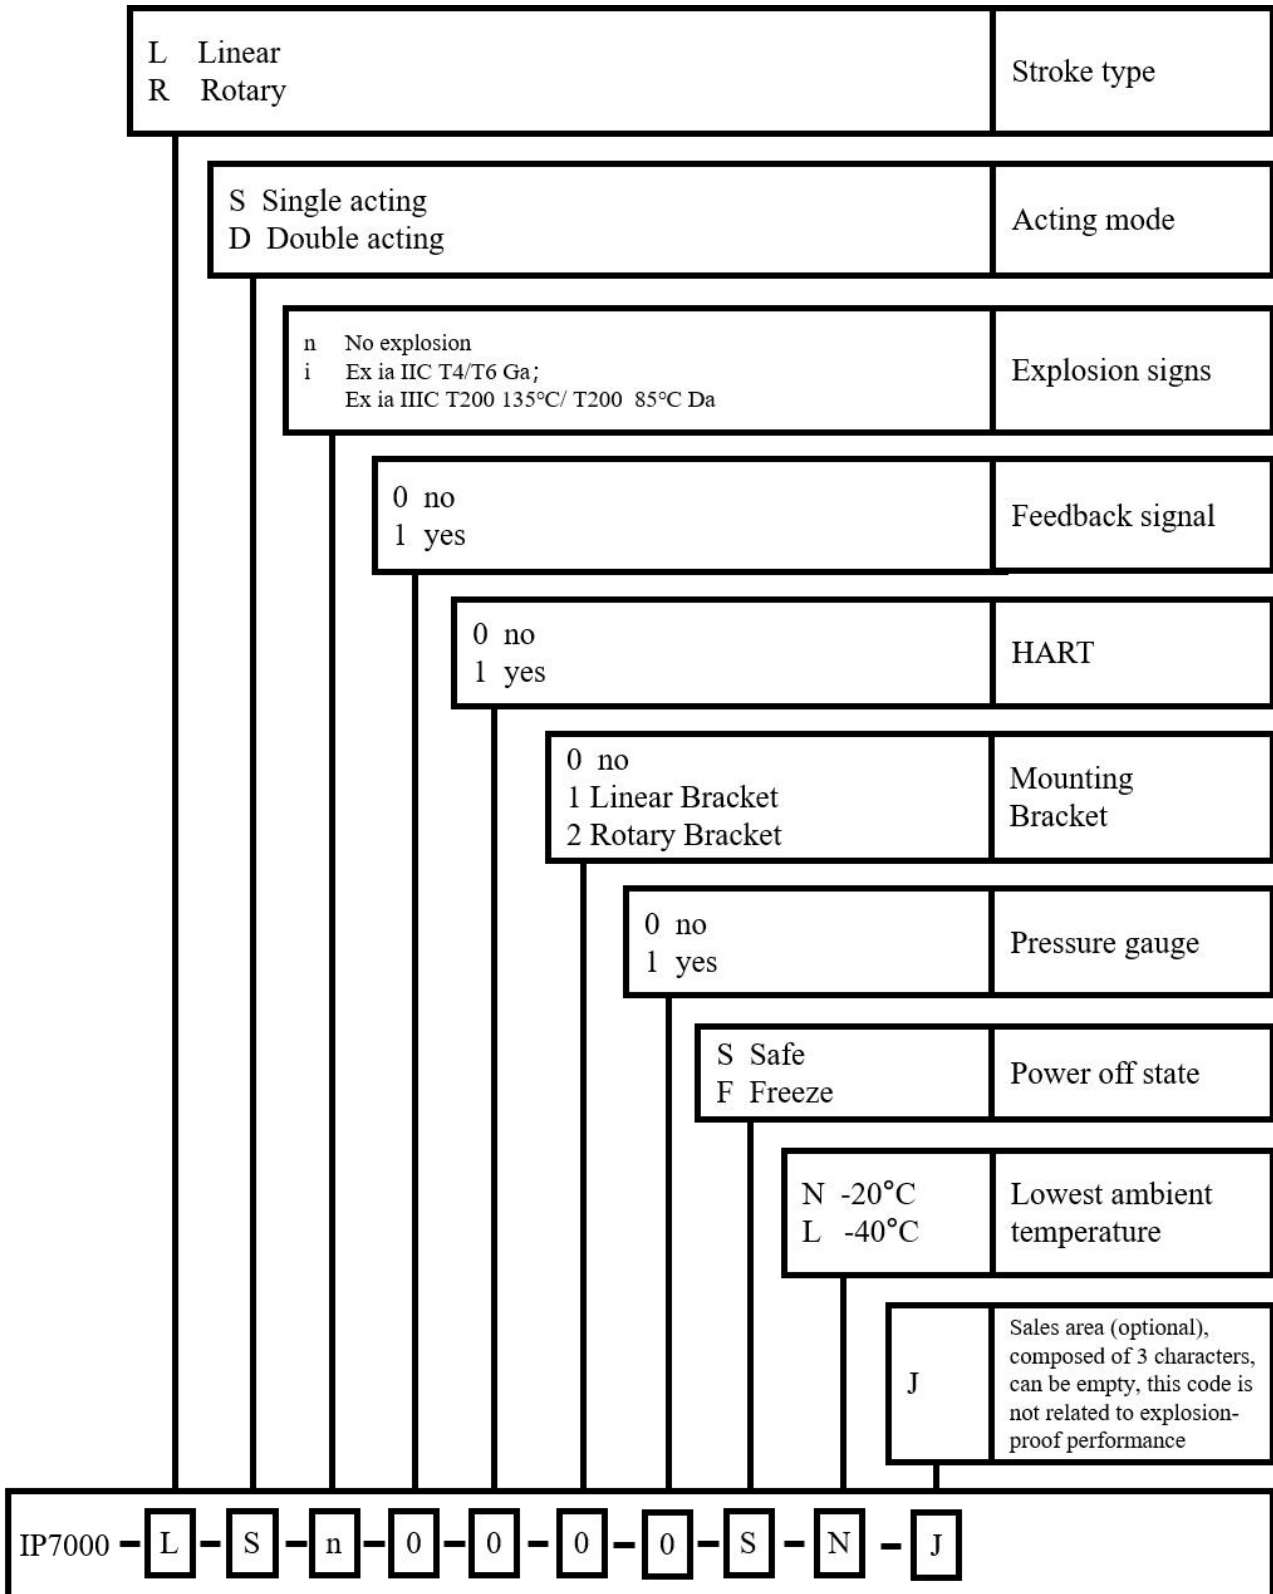 L Linear
R Rotary
Stroke type
S Single acting
D Double acting
Acting mode
n No explosion
i Ex ia IIC T4/T6 Ga;
Ex ia IIIC T200 135℃/ T200 85℃ Da
Explosion signs
0 no
1 yes
Feedback signal
0 no
1 yes
HART
0 no
1 Linear Bracket
2 Rotary Bracket
Mounting
Bracket
0 no
1 yes
Pressure gauge
S Safe
F Freeze
Power off state
N -20°C
L -40°C
Lowest ambient
temperature
J
Sales area (optional),
composed of 3 characters,
can be empty, this code is
not related to explosion-
proof performance
IP7000 - L - S - n - 0 - 0 - 0 - 0 - S - N - J